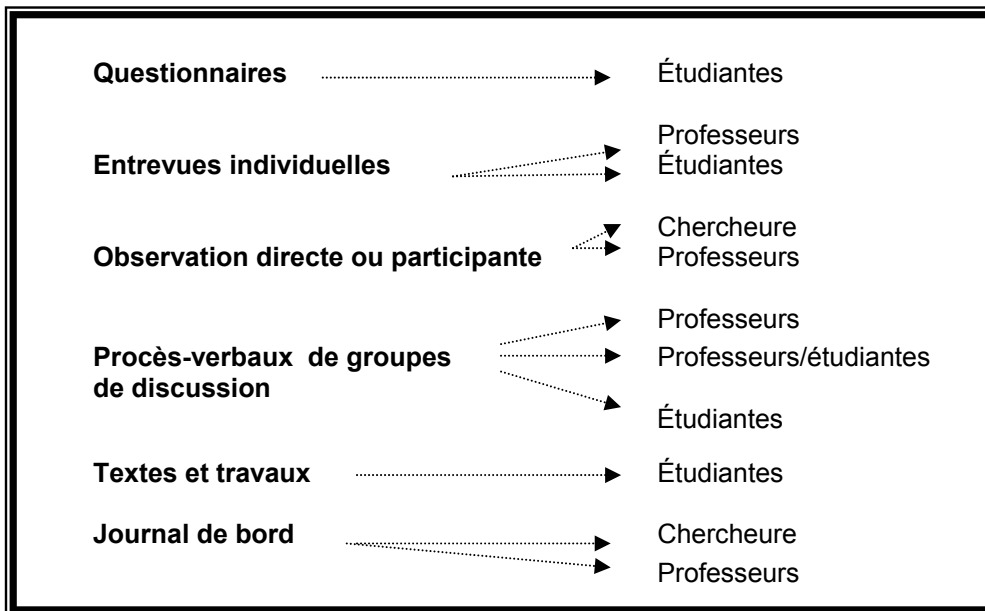 Questionnaires Étudiantes
Professeurs
Entrevues individuelles Étudiantes
Chercheure
Observation directe ou participante Professeurs
Professeurs
Procès-verbaux de groupes Professeurs/étudiantes
de discussion
Étudiantes
Textes et travaux Étudiantes
Journal de bord Chercheure
Professeurs